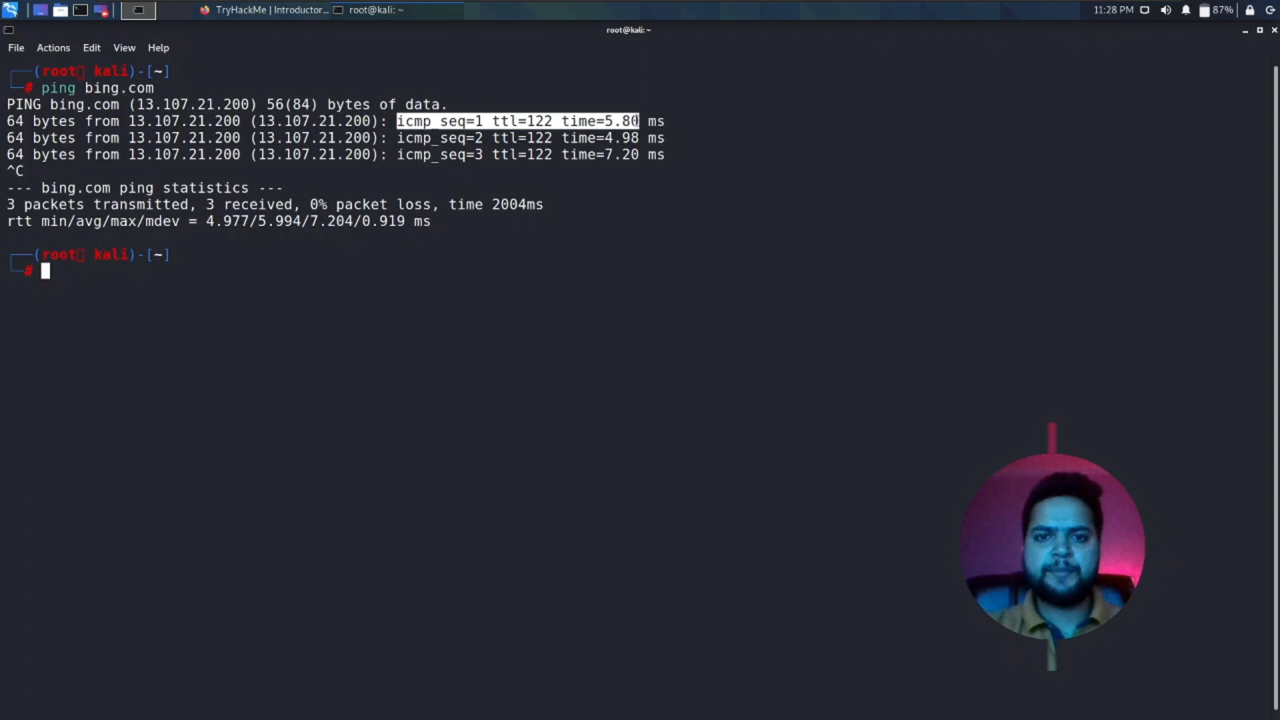 TryHackMe | Introductor... root@kali: ~ 11:28 PM 87%
root@kali: ~
File Actions Edit View Help
┌──(root kali)-[~]
└─# ping bing.com
PING bing.com (13.107.21.200) 56(84) bytes of data.
64 bytes from 13.107.21.200 (13.107.21.200): icmp_seq=1 ttl=122 time=5.80 ms
64 bytes from 13.107.21.200 (13.107.21.200): icmp_seq=2 ttl=122 time=4.98 ms
64 bytes from 13.107.21.200 (13.107.21.200): icmp_seq=3 ttl=122 time=7.20 ms
^C
--- bing.com ping statistics ---
3 packets transmitted, 3 received, 0% packet loss, time 2004ms
rtt min/avg/max/mdev = 4.977/5.994/7.204/0.919 ms
┌──(root kali)-[~]
└─#